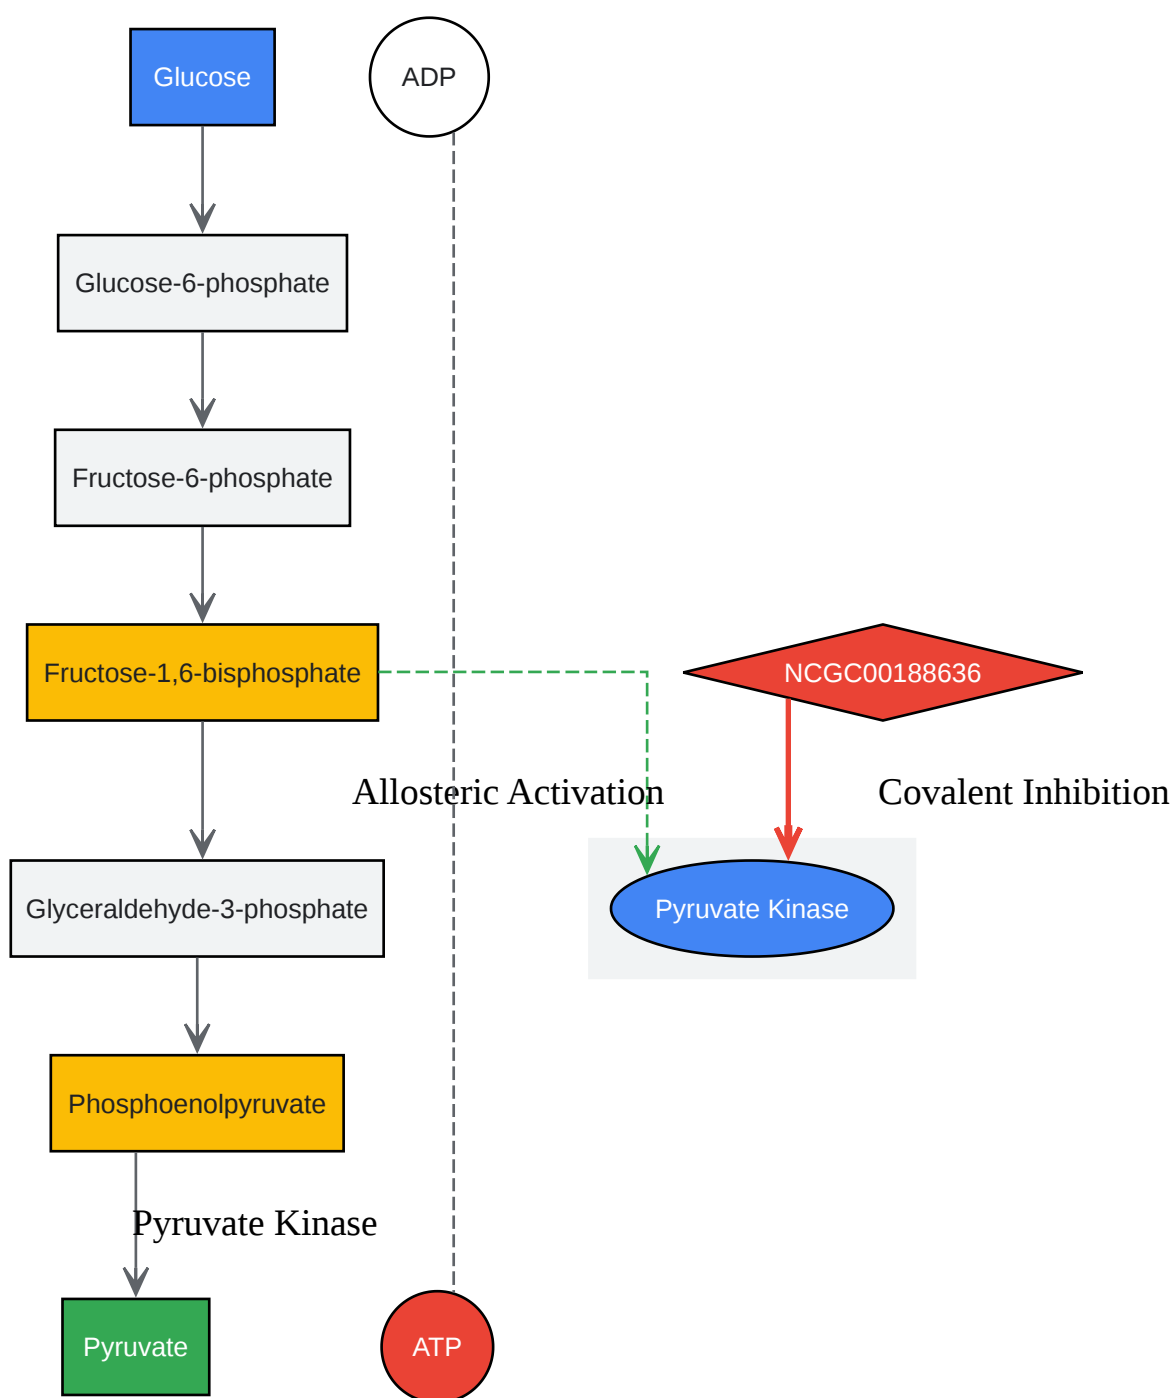 Glucose
ADP
Glucose-6-phosphate
Fructose-6-phosphate
Fructose-1,6-bisphosphate
NCGC00188636
Allosteric Activation
Covalent Inhibition
Glyceraldehyde-3-phosphate
Pyruvate Kinase
Phosphoenolpyruvate
Pyruvate Kinase
Pyruvate
ATP